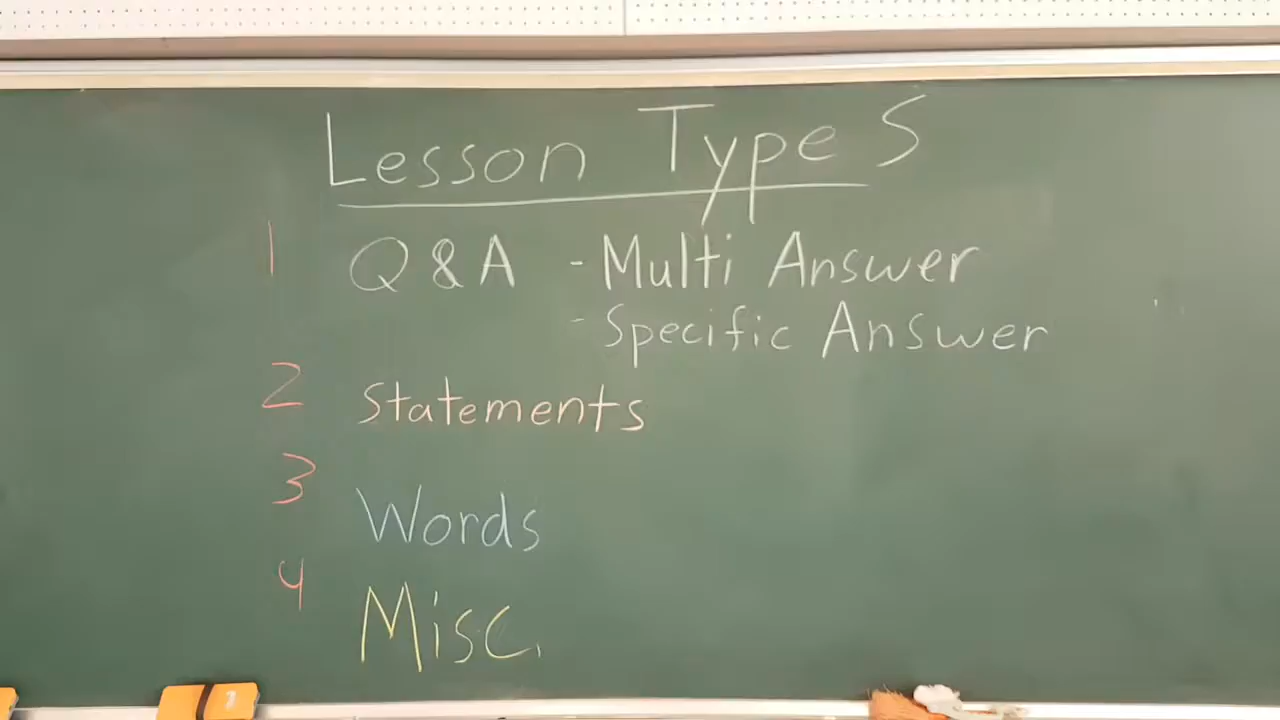 Lesson Types
1 Q & A - Multi Answer
- Specific Answer
2 Statements
3 Words
4 Misc.